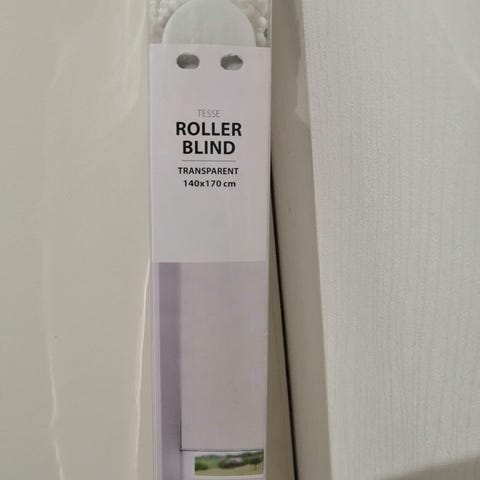 TESSE
ROLLER
BLIND
TRANSPARENT
140x170 cm